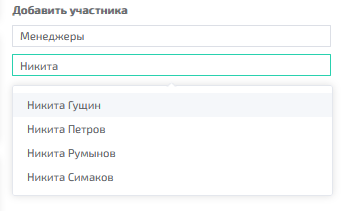 Добавить участника
Менеджеры
Никита
Никита Гущин
Никита Петров
Никита Румынов
Никита Симаков